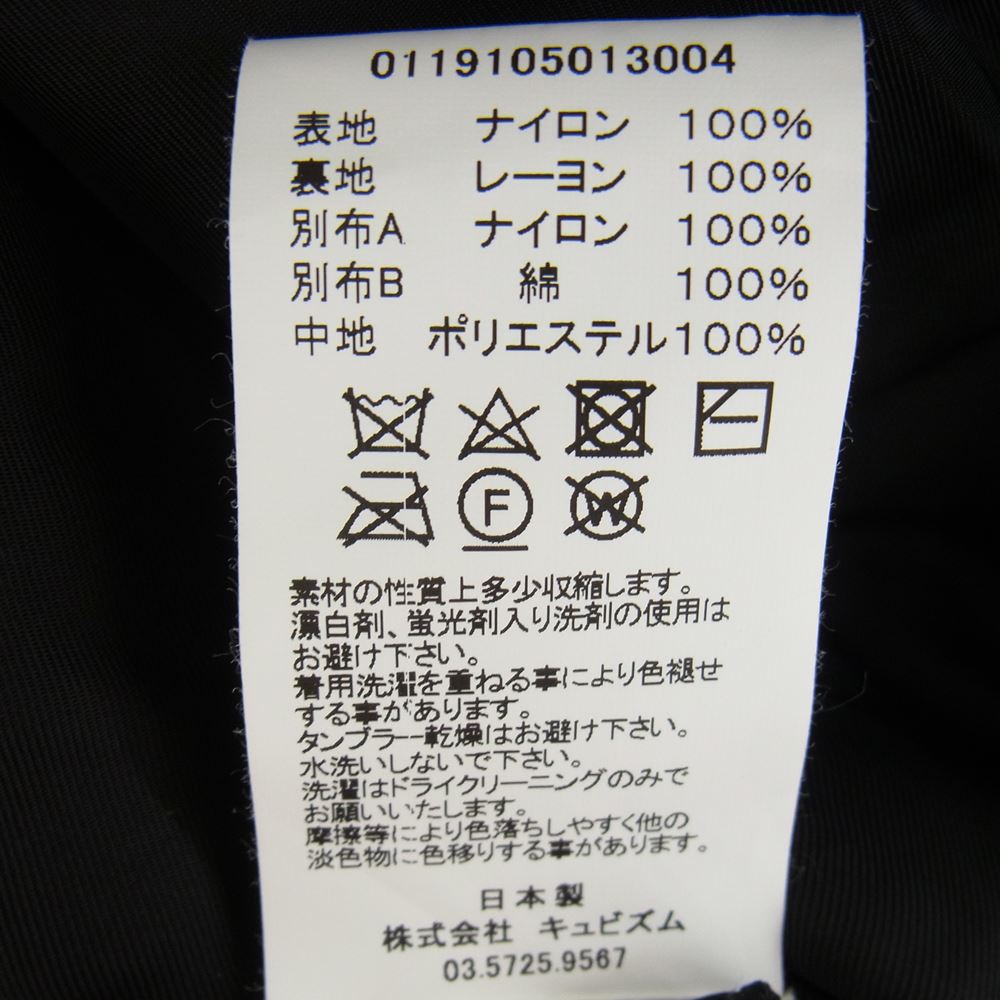 0119105013004
表地 ナイロン 100%
裏地 レーヨン 100%
別布A ナイロン 100%
別布B 綿 100%
中地 ポリエステル100%
F W
素材の性質上多少収縮します。
漂白剤、蛍光剤入り洗剤の使用は
お避け下さい。
着用洗濯を重ねる事により色褪せ
する事があります。
タンブラー乾燥はお避け下さい。
水洗いしないで下さい。
洗濯はドライクリーニングのみで
お願いいたします。
摩擦等により色落ちしやすく他の
淡色物に色移りする事があります。
日本製
株式会社 キュビズム
03.5725.9567